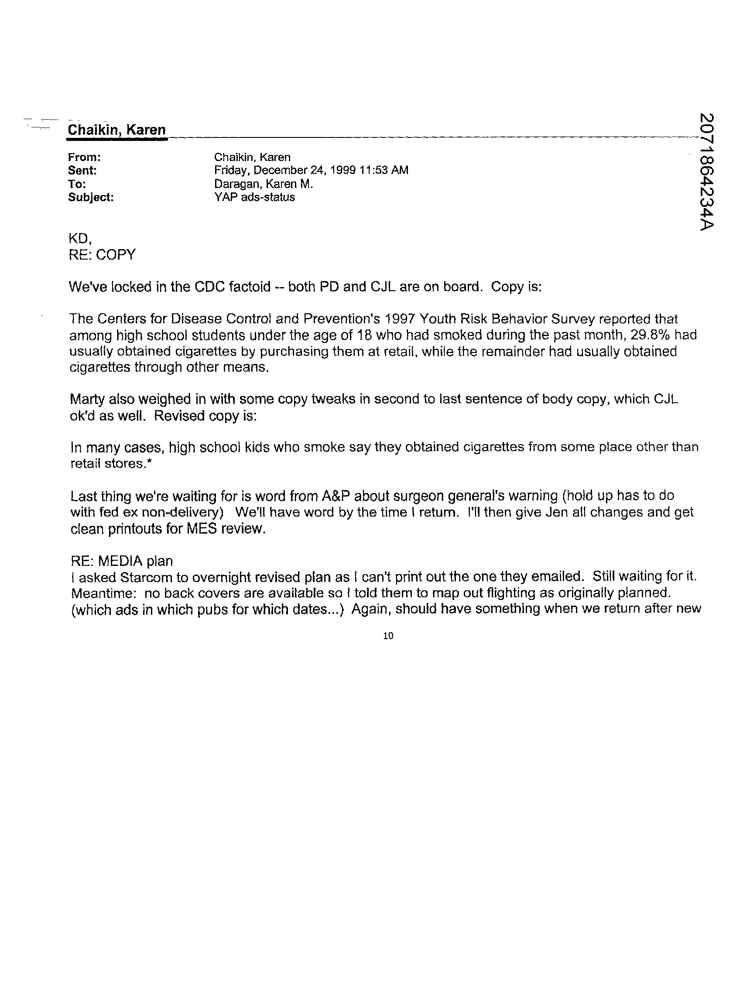 Chaikin, Karen
From: Chaikin, Karen
Sent: Friday, December 24, 1999 11:53 AM
To: Daragan, Karen M.
Subject: YAP ads-status
2071864234A
KD,
RE: COPY
We've locked in the CDC factoid -- both PD and CJL are on board. Copy is:
The Centers for Disease Control and Prevention's 1997 Youth Risk Behavior Survey reported that
among high school students under the age of 18 who had smoked during the past month, 29.8% had
usually obtained cigarettes by purchasing them at retail, while the remainder had usually obtained
cigarettes through other means.
Marty also weighed in with some copy tweaks in second to last sentence of body copy, which CJL
ok'd as well. Revised copy is:
In many cases, high school kids who smoke say they obtained cigarettes from some place other than
retail stores.*
Last thing we're waiting for is word from A&P about surgeon general's warning (hold up has to do
with fed ex non-delivery) We'll have word by the time I return. I'll then give Jen all changes and get
clean printouts for MES review.
RE: MEDIA plan
I asked Starcom to overnight revised plan as I can't print out the one they emailed. Still waiting for it.
Meantime: no back covers are available so I told them to map out flighting as originally planned.
(which ads in which pubs for which dates...) Again, should have something when we return after new
10